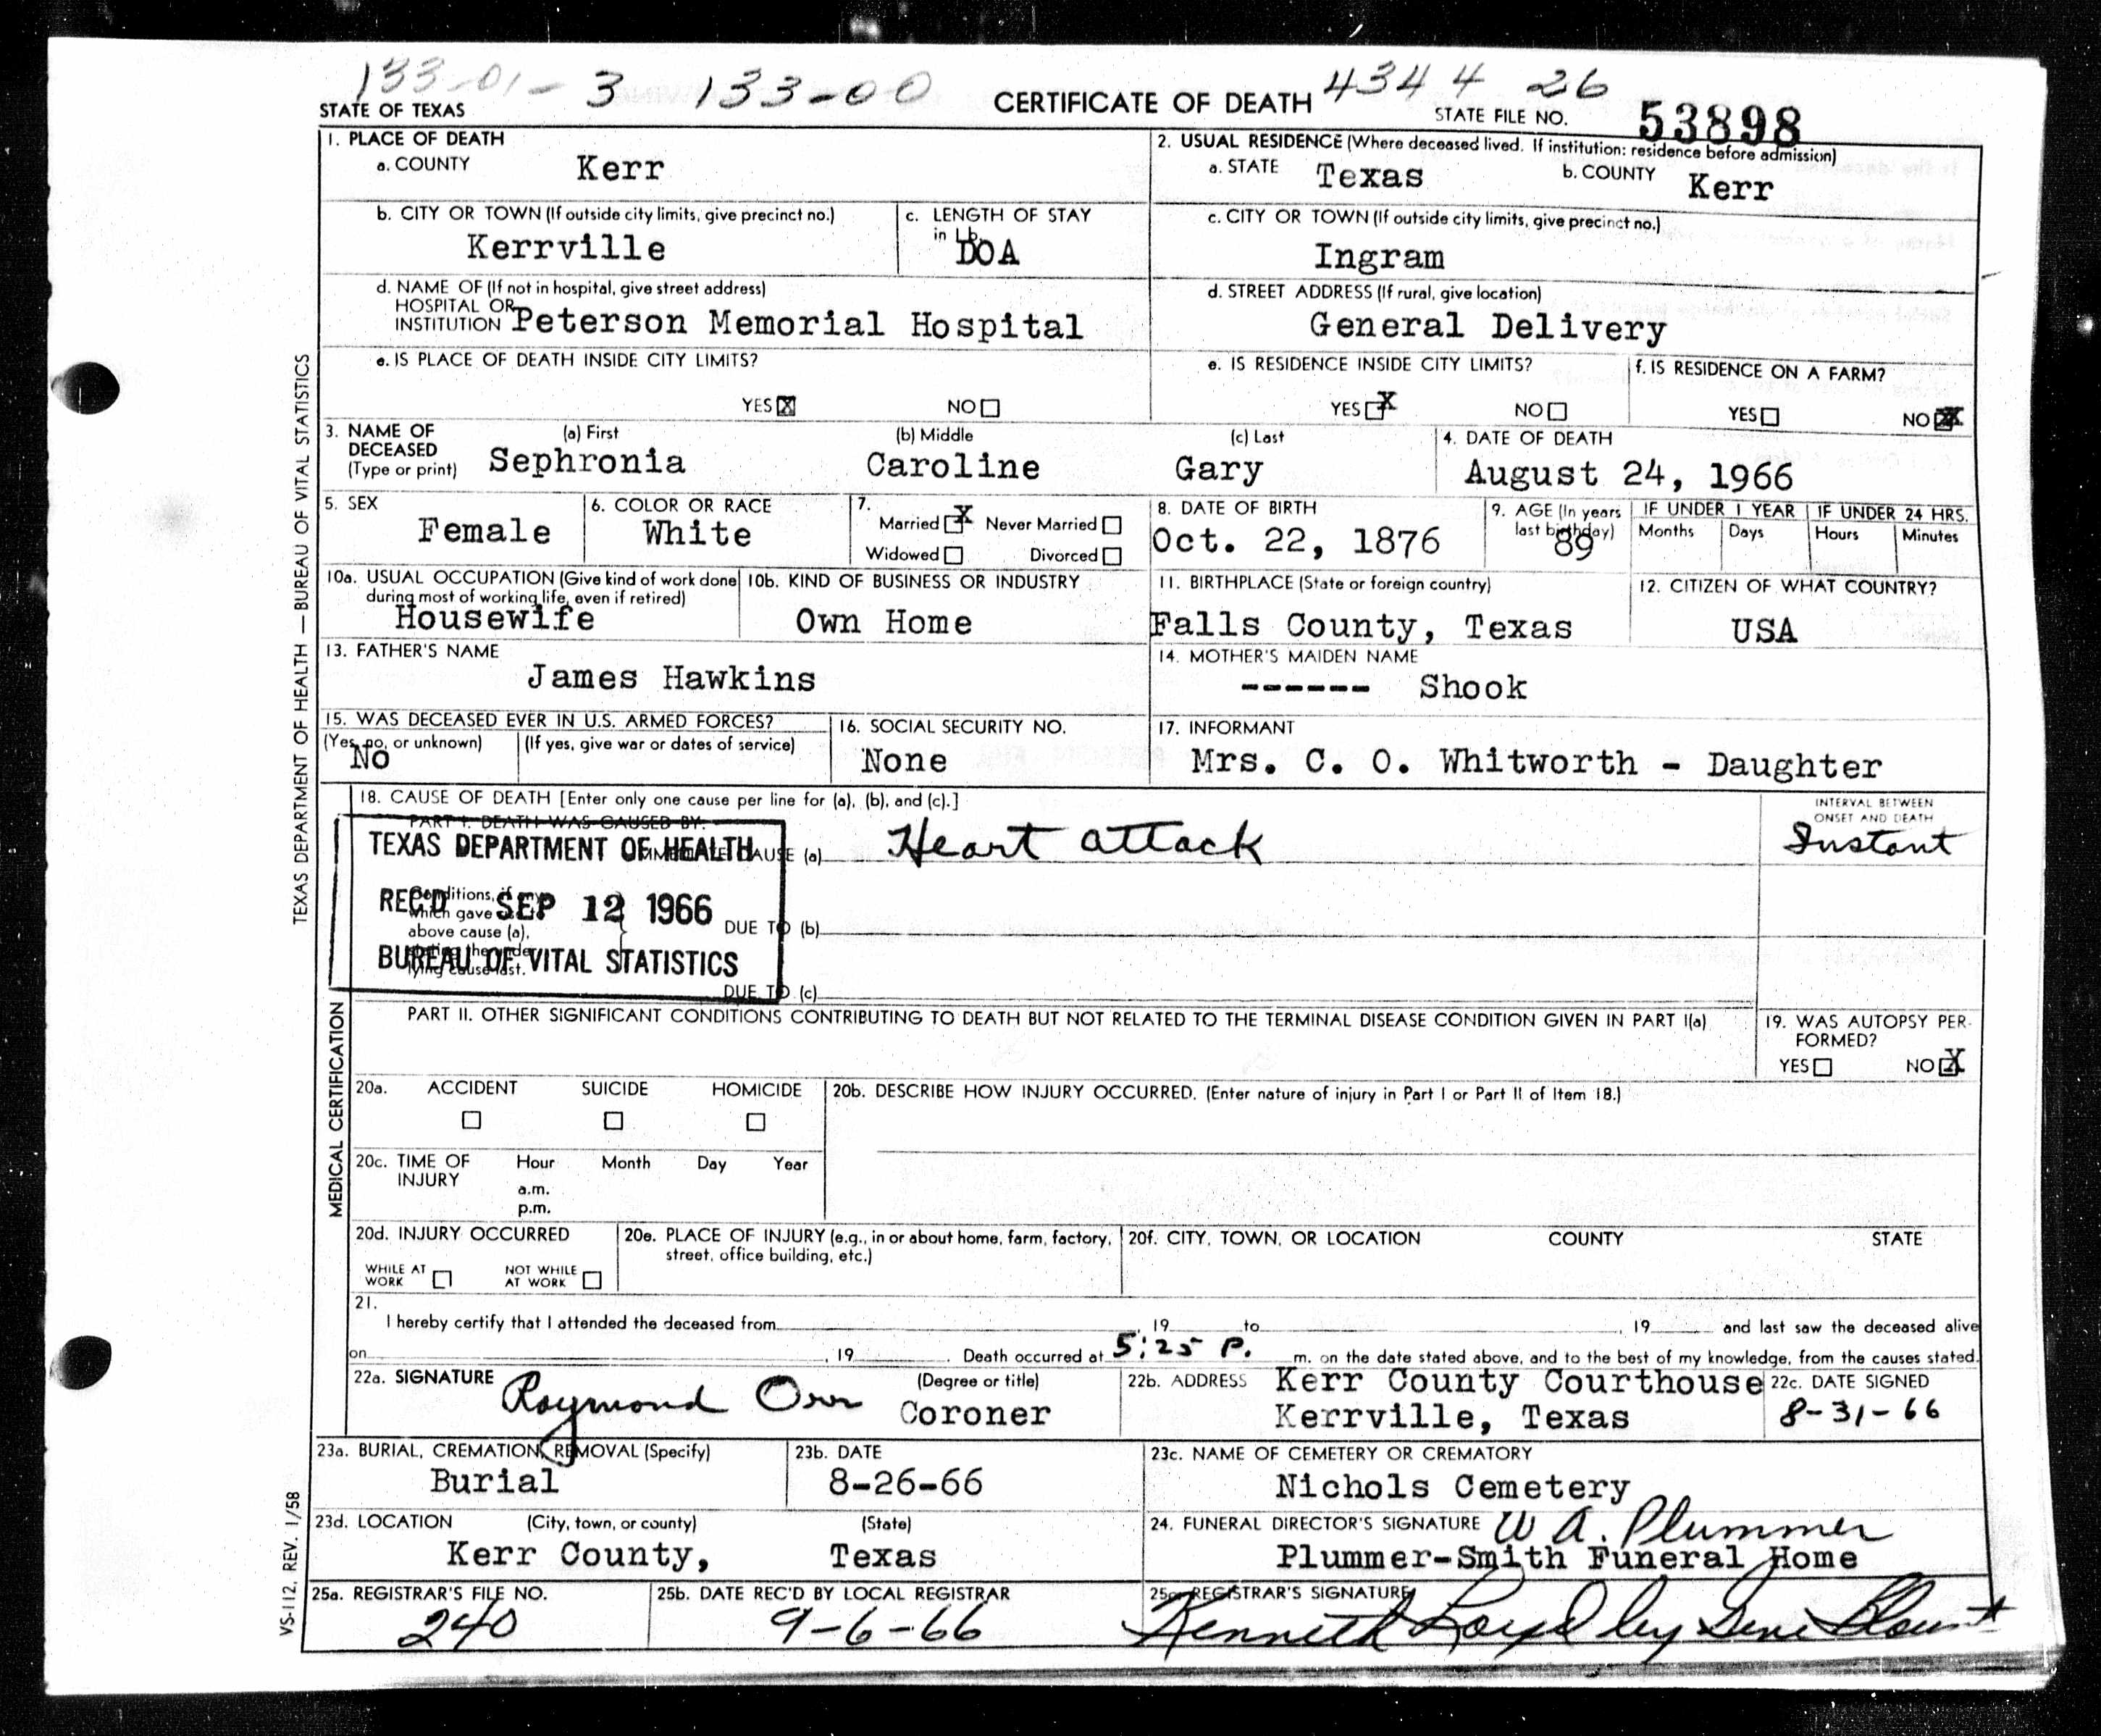 133-01-3 133-00
4344 26
STATE OF TEXAS
CERTIFICATE OF DEATH
STATE FILE NO. 53898
1. PLACE OF DEATH
a. COUNTY Kerr
2. USUAL RESIDENCE (Where deceased lived. If institution: residence before admission)
a. STATE Texas b. COUNTY Kerr
b. CITY OR TOWN (If outside city limits, give precinct no.)
Kerrville
c. LENGTH OF STAY
in 1b.
DOA
c. CITY OR TOWN (If outside city limits, give precinct no.)
Ingram
d. NAME OF (If not in hospital, give street address)
HOSPITAL OR
INSTITUTION Peterson Memorial Hospital
d. STREET ADDRESS (If rural, give location)
General Delivery
e. IS PLACE OF DEATH INSIDE CITY LIMITS?
YES X NO
e. IS RESIDENCE INSIDE CITY LIMITS?
YES X NO
f. IS RESIDENCE ON A FARM?
YES NO X
3. NAME OF
DECEASED
(Type or print)
(a) First (b) Middle (c) Last
Sephronia Caroline Gary
4. DATE OF DEATH
August 24, 1966
5. SEX
Female
6. COLOR OR RACE
White
7.
Married X Never Married
Widowed Divorced
8. DATE OF BIRTH
Oct. 22, 1876
9. AGE (In years
last birthday)
89
IF UNDER 1 YEAR
Months Days
IF UNDER 24 HRS.
Hours Minutes
10a. USUAL OCCUPATION (Give kind of work done
during most of working life, even if retired)
Housewife
10b. KIND OF BUSINESS OR INDUSTRY
Own Home
11. BIRTHPLACE (State or foreign country)
Falls County, Texas
12. CITIZEN OF WHAT COUNTRY?
USA
13. FATHER'S NAME
James Hawkins
14. MOTHER'S MAIDEN NAME
------ Shook
15. WAS DECEASED EVER IN U.S. ARMED FORCES?
(Yes, no, or unknown) (If yes, give war or dates of service)
No
16. SOCIAL SECURITY NO.
None
17. INFORMANT
Mrs. C. O. Whitworth - Daughter
18. CAUSE OF DEATH [Enter only one cause per line for (a), (b), and (c).]
PART I. DEATH WAS CAUSED BY:
IMMEDIATE CAUSE (a) Heart attack
INTERVAL BETWEEN
ONSET AND DEATH
Instant
Conditions, if any,
which gave rise to
above cause (a),
stating the under-
lying cause last.
DUE TO (b)
DUE TO (c)
TEXAS DEPARTMENT OF HEALTH
REC'D SEP 12 1966
BUREAU OF VITAL STATISTICS
PART II. OTHER SIGNIFICANT CONDITIONS CONTRIBUTING TO DEATH BUT NOT RELATED TO THE TERMINAL DISEASE CONDITION GIVEN IN PART I(a)
19. WAS AUTOPSY PER-
FORMED?
YES NO X
20a. ACCIDENT SUICIDE HOMICIDE
20b. DESCRIBE HOW INJURY OCCURRED. (Enter nature of injury in Part I or Part II of Item 18.)
20c. TIME OF
INJURY
Hour Month Day Year
a.m.
p.m.
20d. INJURY OCCURRED
WHILE AT
WORK
NOT WHILE
AT WORK
20e. PLACE OF INJURY (e.g., in or about home, farm, factory,
street, office building, etc.)
20f. CITY, TOWN, OR LOCATION COUNTY STATE
21.
I hereby certify that I attended the deceased from , 19 to , 19 and last saw the deceased alive
on , 19 . Death occurred at 5:25 P. m. on the date stated above, and to the best of my knowledge, from the causes stated.
22a. SIGNATURE Raymond Orr
(Degree or title)
Coroner
22b. ADDRESS Kerr County Courthouse
Kerrville, Texas
22c. DATE SIGNED
8-31-66
23a. BURIAL, CREMATION, REMOVAL (Specify)
Burial
23b. DATE
8-26-66
23c. NAME OF CEMETERY OR CREMATORY
Nichols Cemetery
23d. LOCATION (City, town, or county) (State)
Kerr County, Texas
24. FUNERAL DIRECTOR'S SIGNATURE W A. Plummer
Plummer-Smith Funeral Home
25a. REGISTRAR'S FILE NO.
240
25b. DATE REC'D BY LOCAL REGISTRAR
9-6-66
25c. REGISTRAR'S SIGNATURE
Kenneth Loyd by Gene Blount
TEXAS DEPARTMENT OF HEALTH — BUREAU OF VITAL STATISTICS
MEDICAL CERTIFICATION
VS-112, REV. 1/58